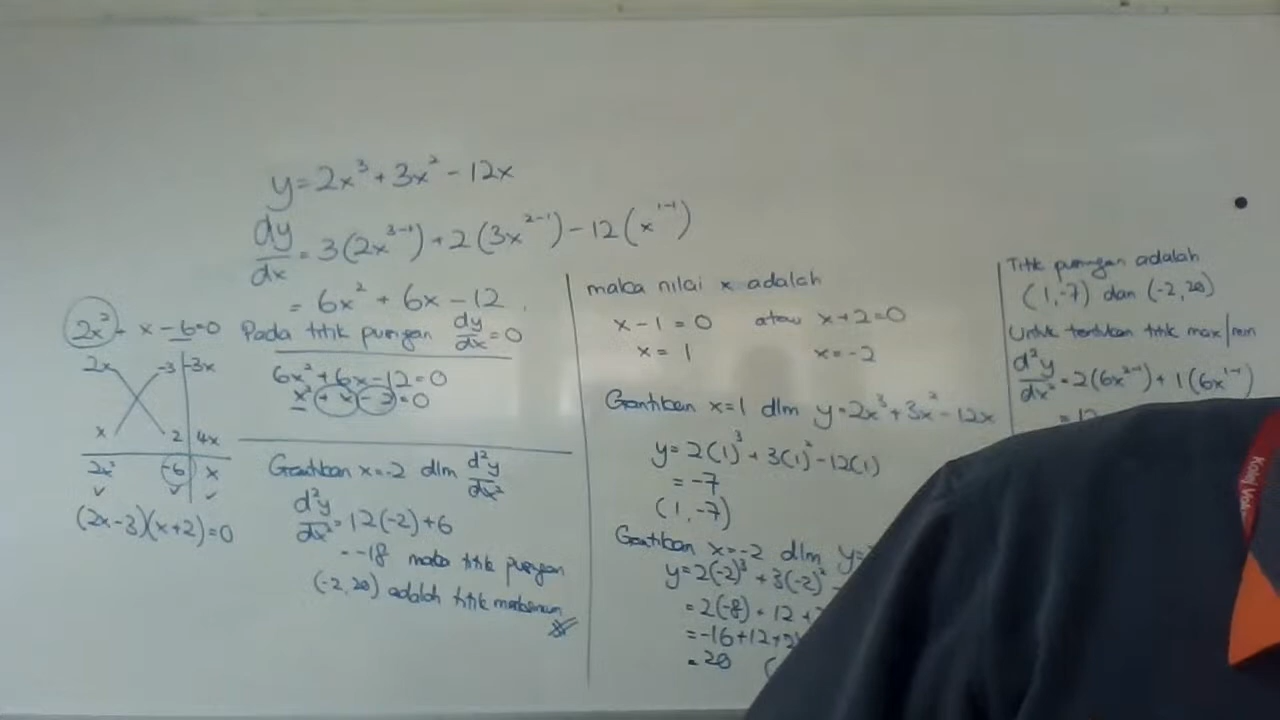 y=2x³+3x²-12x
dy/dx=3(2x³⁻¹)+2(3x²⁻¹)-12(x¹⁻¹)
=6x²+6x-12
2x²+x-6=0
2x -3 -3x
x 2 4x
2x² -6 x
(2x-3)(x+2)=0
Pada titik pusingan dy/dx=0
6x²+6x-12=0
x²+x-2=0
Gantikan x=-2 dlm d²y/dx²
d²y/dx²=12(-2)+6
=-18 maka titik pusingan
(-2,20) adalah titik maksimum
maka nilai x adalah
x-1=0 atau x+2=0
x=1 x=-2
Gantikan x=1 dlm y=2x³+3x²-12x
y=2(1)³+3(1)²-12(1)
=-7
(1,-7)
Gantikan x=-2 dlm y=
y=2(-2)³+3(-2)²
=2(-8)+12+
=-16+12+2
=20 (
Titik pusingan adalah
(1,-7) dan (-2,20)
Untuk tentukan titik max/min
d²y/dx²=2(6x²⁻¹)+1(6x¹⁻¹)
=12
Kolej